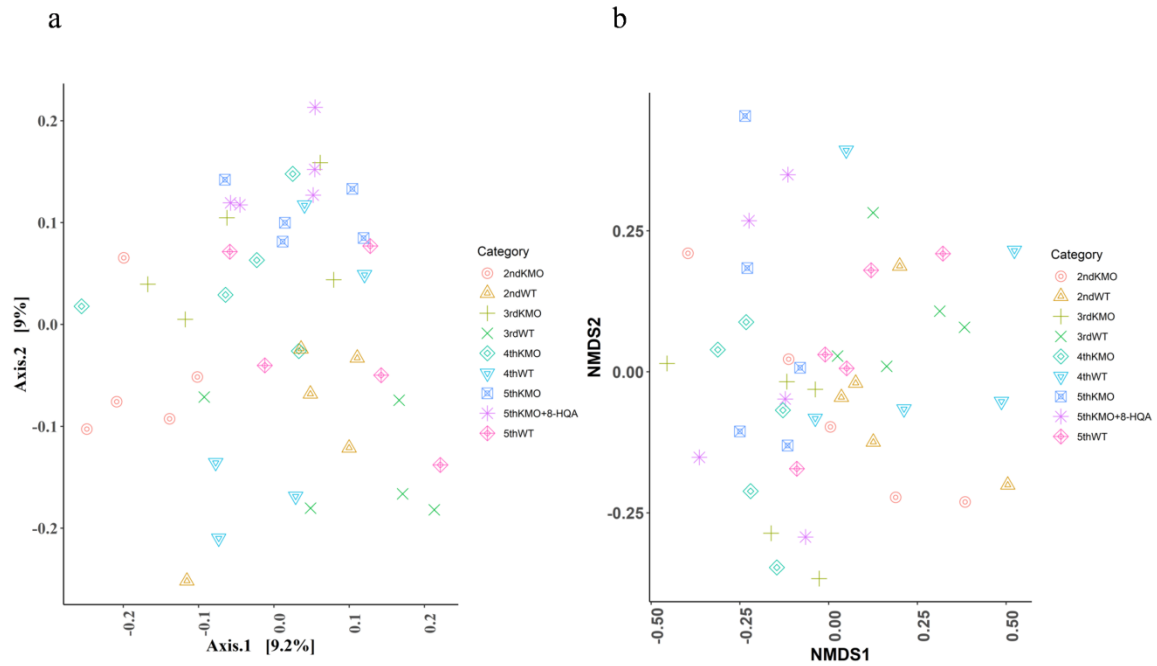 a
b
0.2
0.1
0.0
-0.1
-0.2
Axis.2 [9%]
-0.2
-0.1
0.0
0.1
0.2
Axis.1 [9.2%]
Category
2ndKMO
2ndWT
3rdKMO
3rdWT
4thKMO
4thWT
5thKMO
5thKMO+8-HQA
5thWT
0.25
0.00
-0.25
NMDS2
-0.50
-0.25
0.00
0.25
0.50
NMDS1
Category
2ndKMO
2ndWT
3rdKMO
3rdWT
4thKMO
4thWT
5thKMO
5thKMO+8-HQA
5thWT